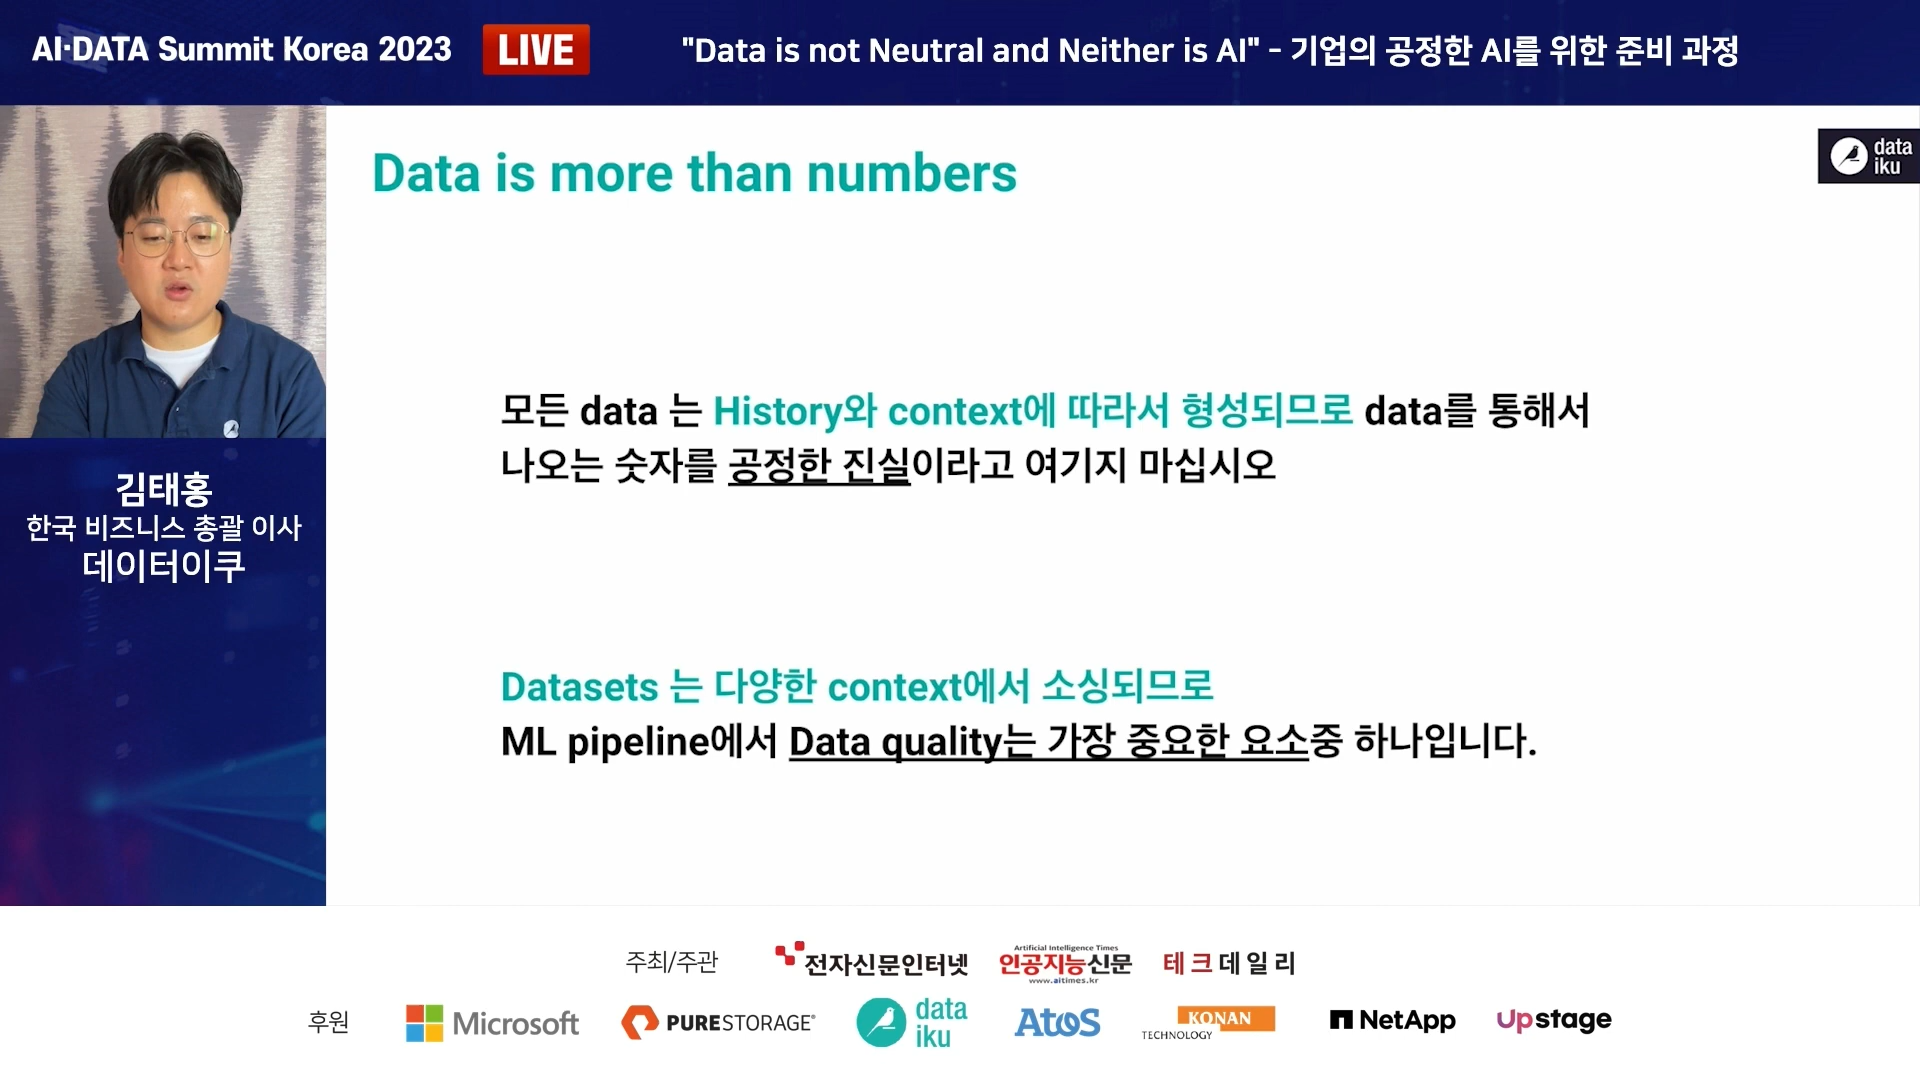 AI·DATA Summit Korea 2023
LIVE
"Data is not Neutral and Neither is AI" - 기업의 공정한 AI를 위한 준비 과정
data
iku
Data is more than numbers
모든 data 는 History와 context에 따라서 형성되므로 data를 통해서
나오는 숫자를 공정한 진실이라고 여기지 마십시오
Datasets 는 다양한 context에서 소싱되므로
ML pipeline에서 Data quality는 가장 중요한 요소중 하나입니다.
김태홍
한국 비즈니스 총괄 이사
데이터이쿠
주최/주관
전자신문인터넷
Artificial Intelligence Times
인공지능신문
www.aitimes.kr
테크데일리
후원
Microsoft
PURESTORAGE®
data
iku
Atos
KONAN
TECHNOLOGY
NetApp
Upstage